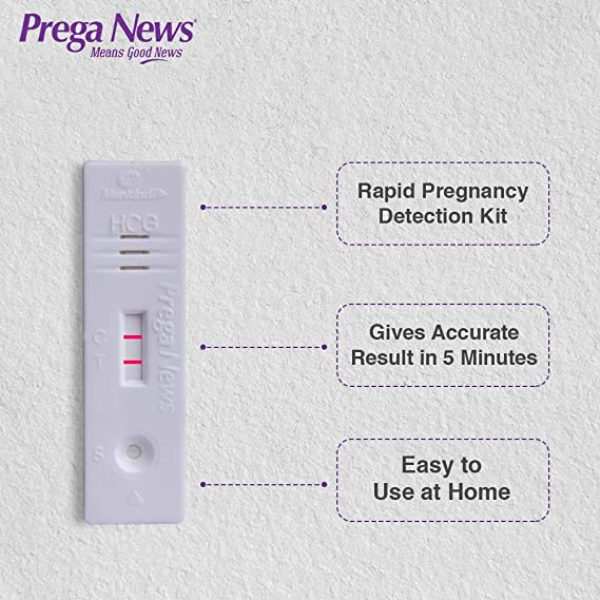 Prega News®
Means Good News
HCG
Prega News
C
T
S
Rapid Pregnancy
Detection Kit
Gives Accurate
Result in 5 Minutes
Easy to
Use at Home